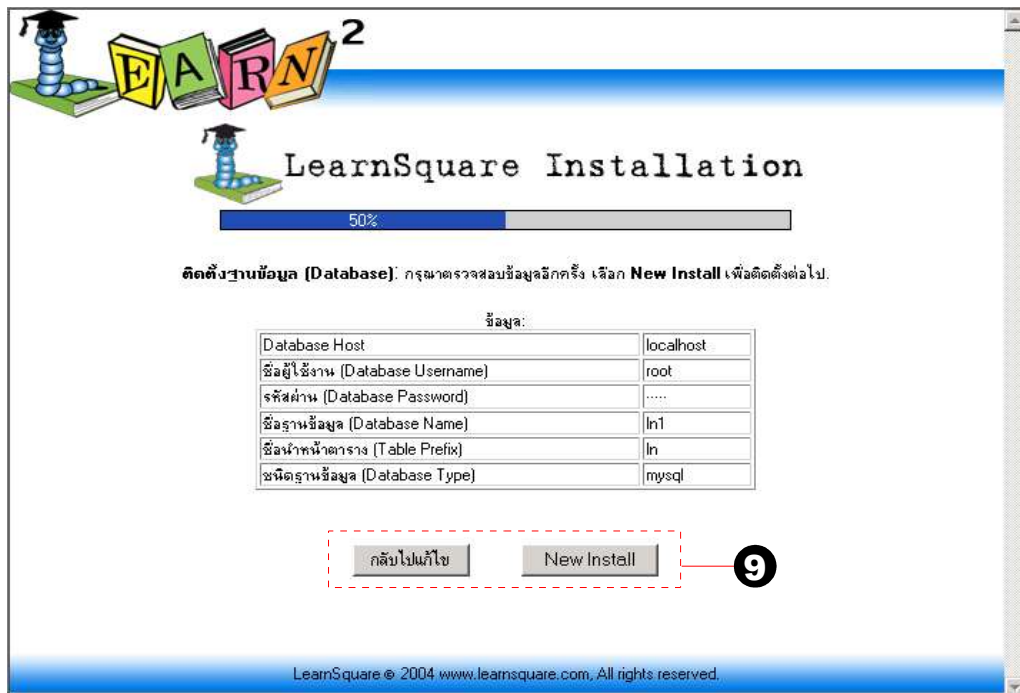 LEARN2
LearnSquare Installation
50%
ติดตั้งฐานข้อมูล (Database): กรุณาตรวจสอบข้อมูลอีกครั้ง เลือก New Install เพื่อติดตั้งต่อไป.
ข้อมูล:
Database Host localhost
ชื่อผู้ใช้งาน (Database Username) root
รหัสผ่าน (Database Password) .....
ชื่อฐานข้อมูล (Database Name) ln1
ชื่อนำหน้าตาราง (Table Prefix) ln
ชนิดฐานข้อมูล (Database Type) mysql
กลับไปแก้ไข New Install
9
LearnSquare © 2004 www.learnsquare.com, All rights reserved.